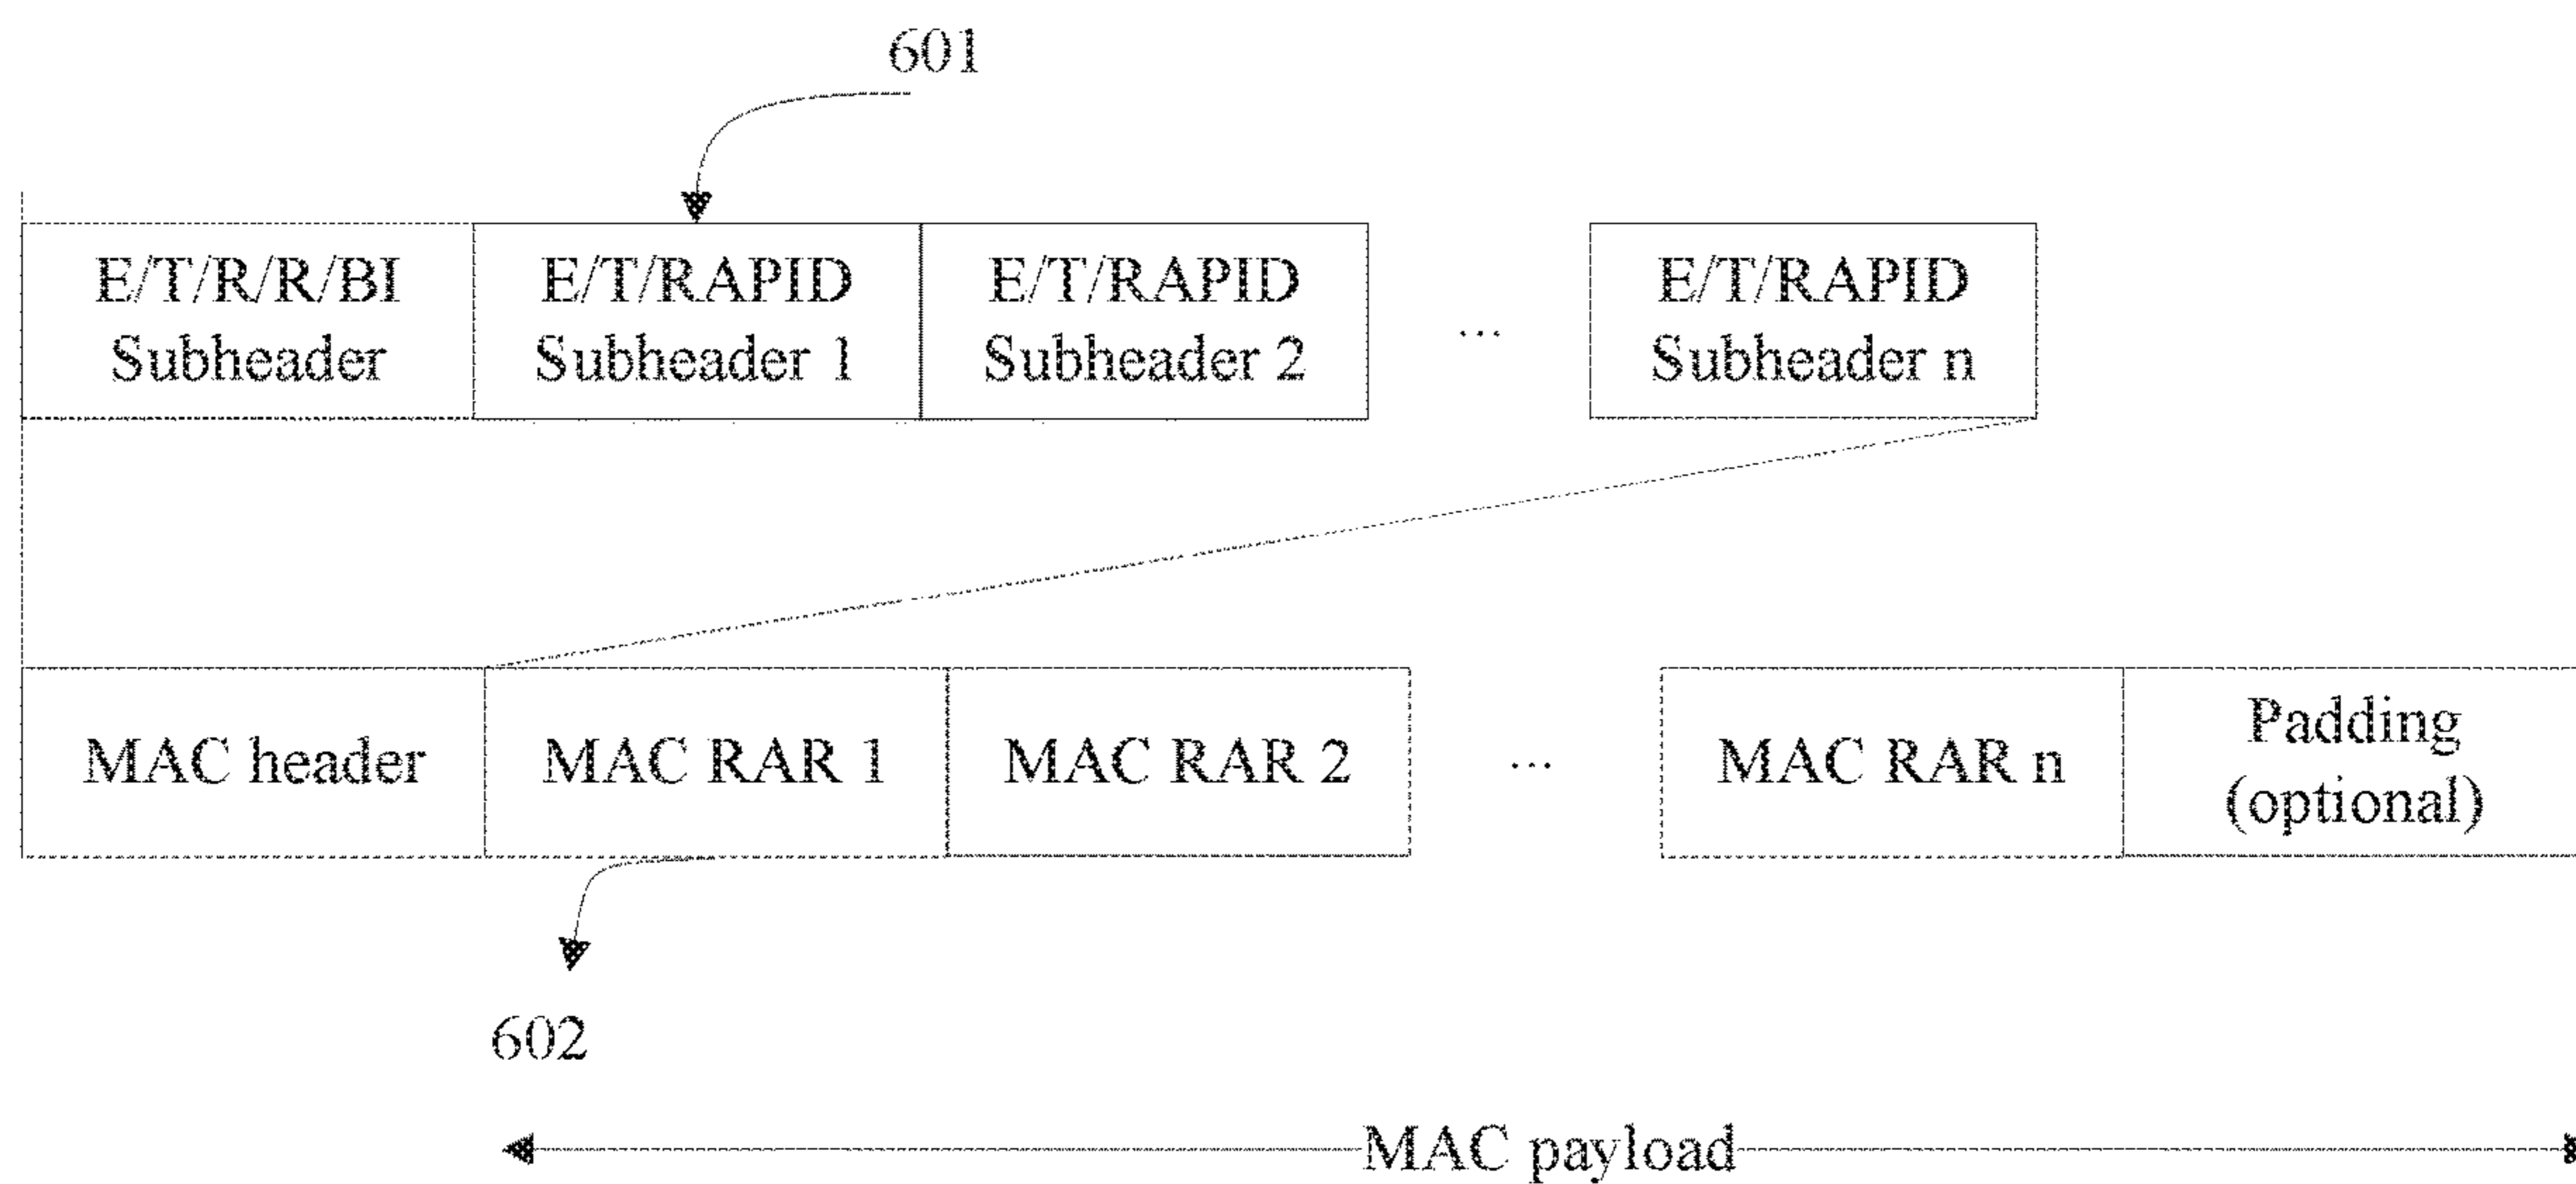 601
E/T/R/R/BI
Subheader
E/T/RAPID
Subheader 1
E/T/RAPID
Subheader 2
...
E/T/RAPID
Subheader n
MAC header
MAC RAR 1
MAC RAR 2
...
MAC RAR n
Padding
(optional)
602
MAC payload